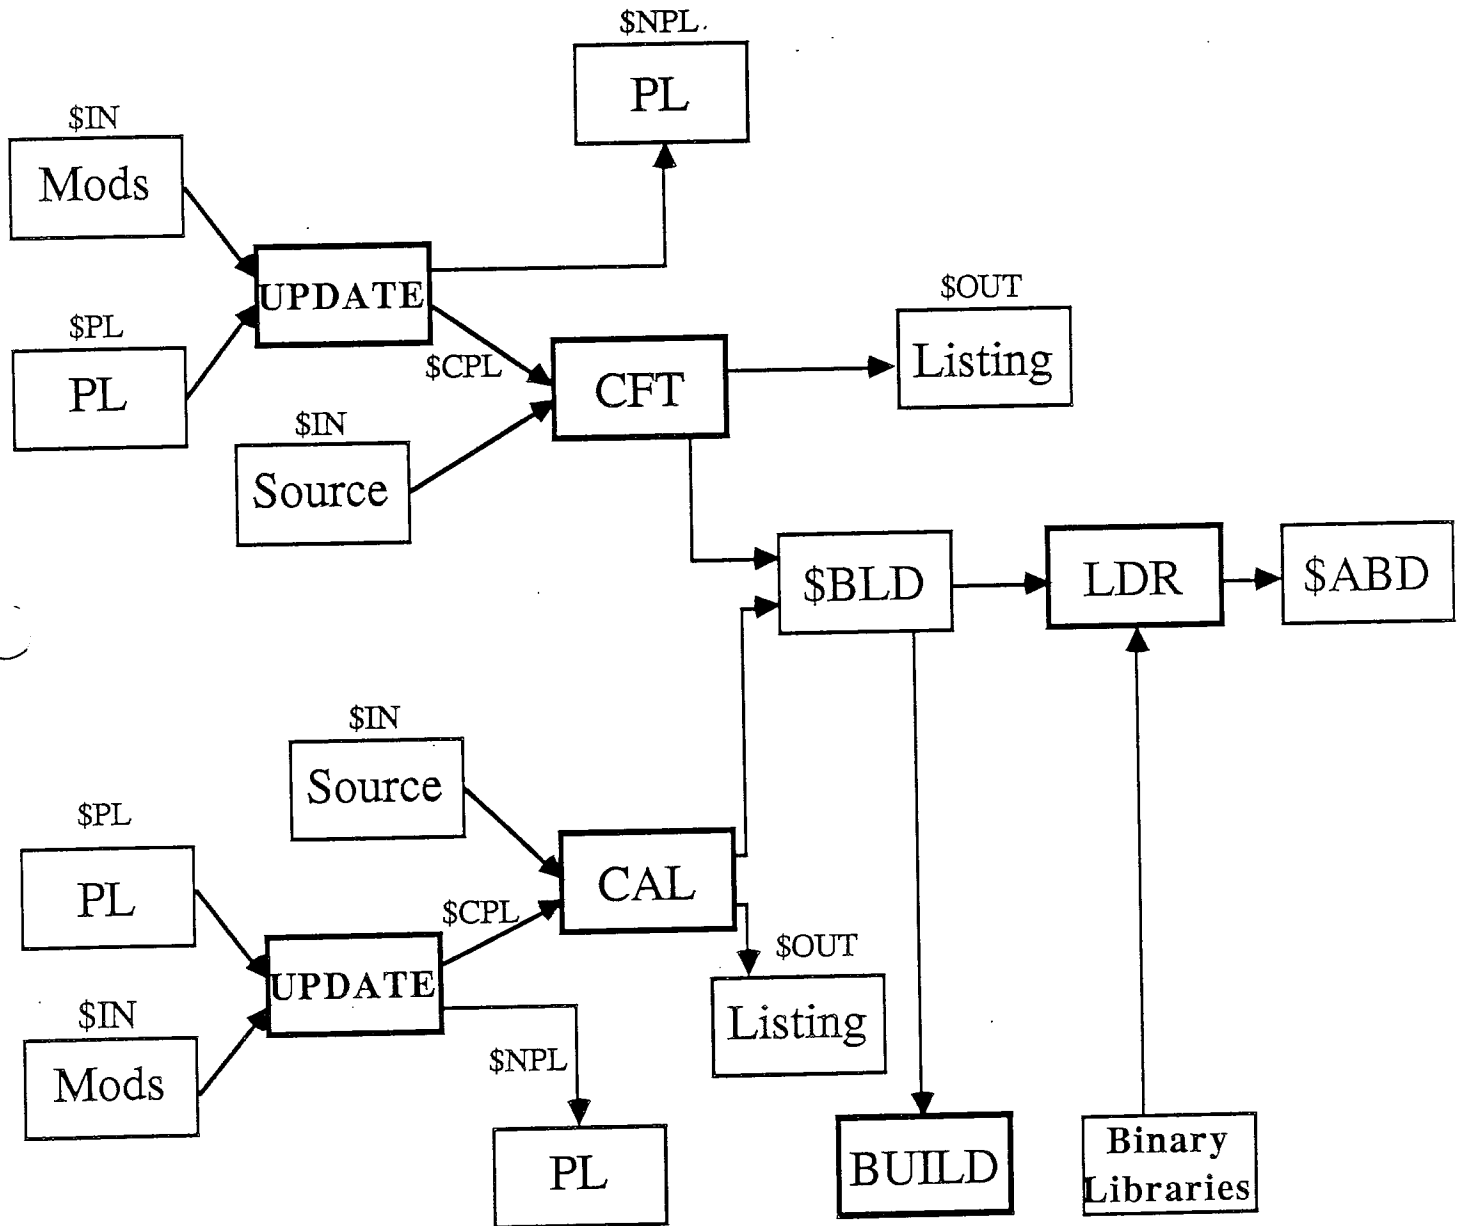 $NPL.
PL
$IN
Mods
UPDATE
$PL
PL
$CPL
$IN
Source
CFT
$OUT
Listing
$BLD
LDR
$ABD
$IN
Source
$PL
PL
$CPL
CAL
UPDATE
$IN
Mods
$OUT
Listing
$NPL
PL
BUILD
Binary
Libraries